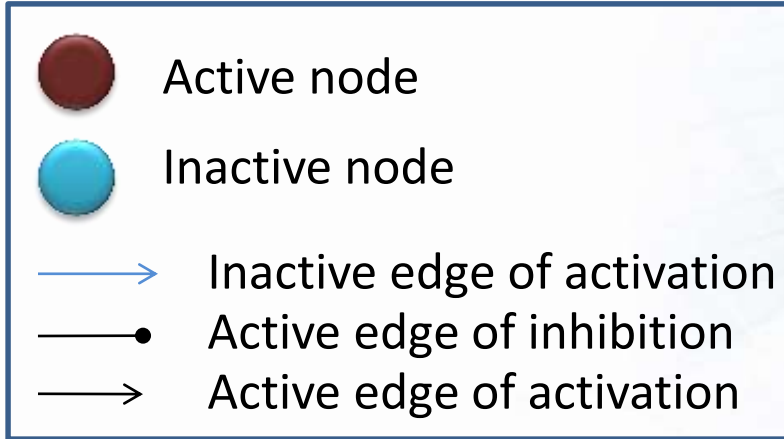 Active node
Inactive node
Inactive edge of activation
Active edge of inhibition
Active edge of activation